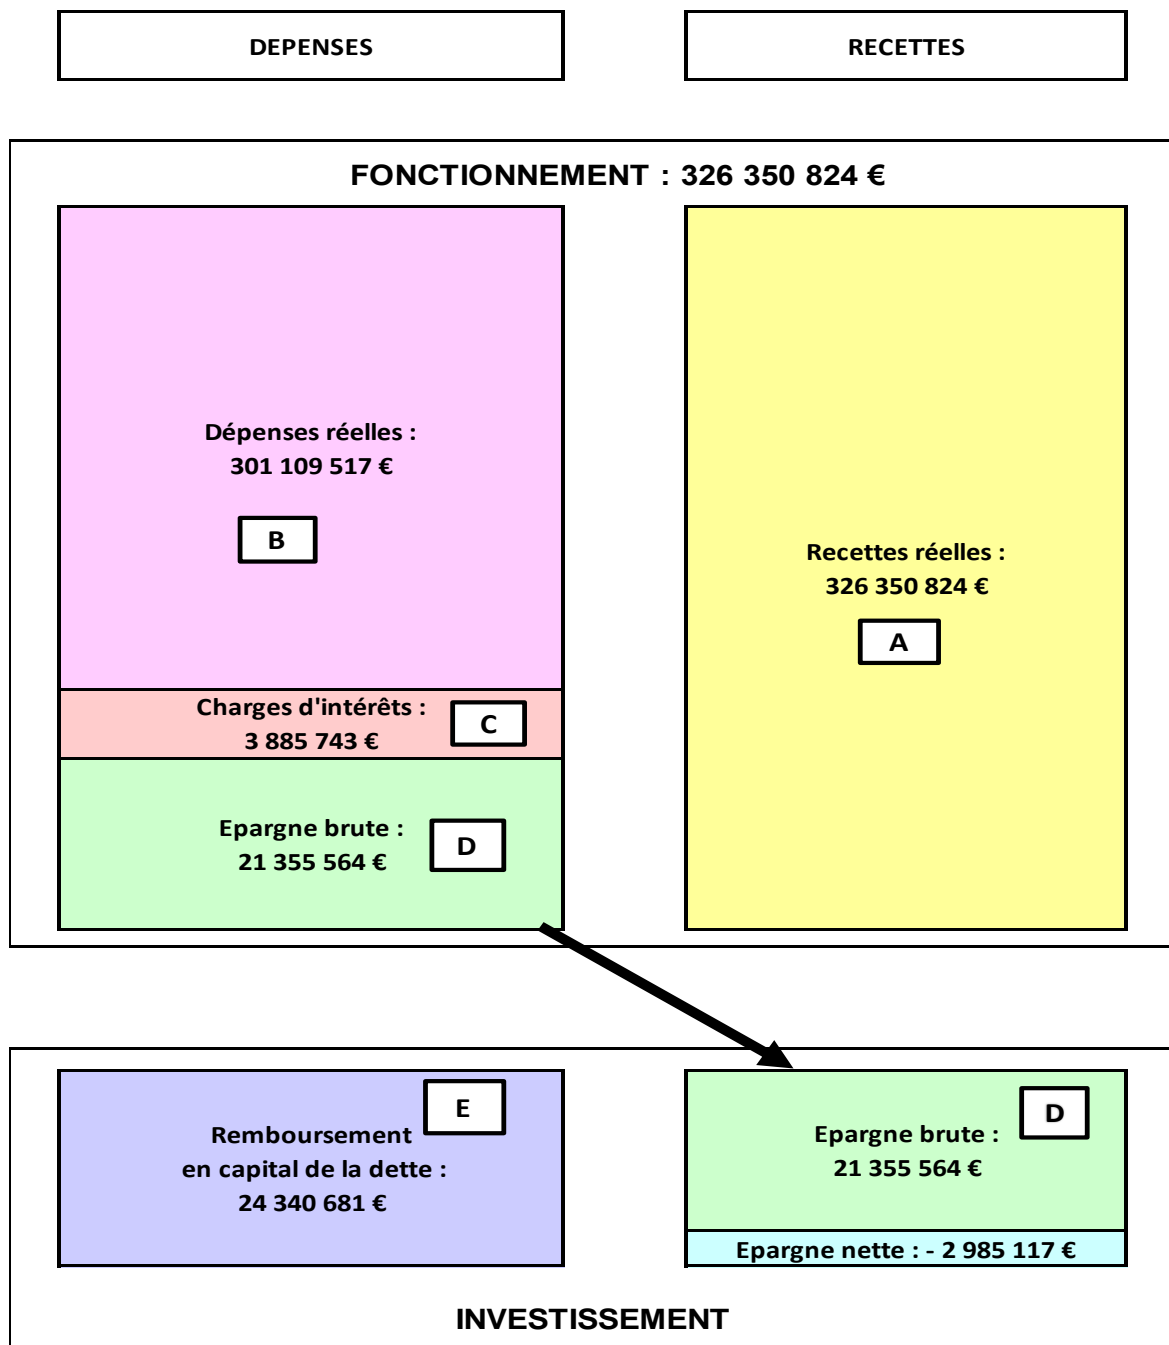 DEPENSES
RECETTES
FONCTIONNEMENT : 326 350 824 €
Dépenses réelles :
301 109 517 €
B
Recettes réelles :
326 350 824 €
A
Charges d'intérêts :
3 885 743 €
C
Epargne brute :
21 355 564 €
D
E
Remboursement
en capital de la dette :
24 340 681 €
D
Epargne brute :
21 355 564 €
Epargne nette : - 2 985 117 €
INVESTISSEMENT